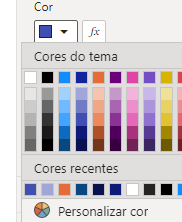 Cor
fx
Cores do tema
Cores recentes
Personalizar cor